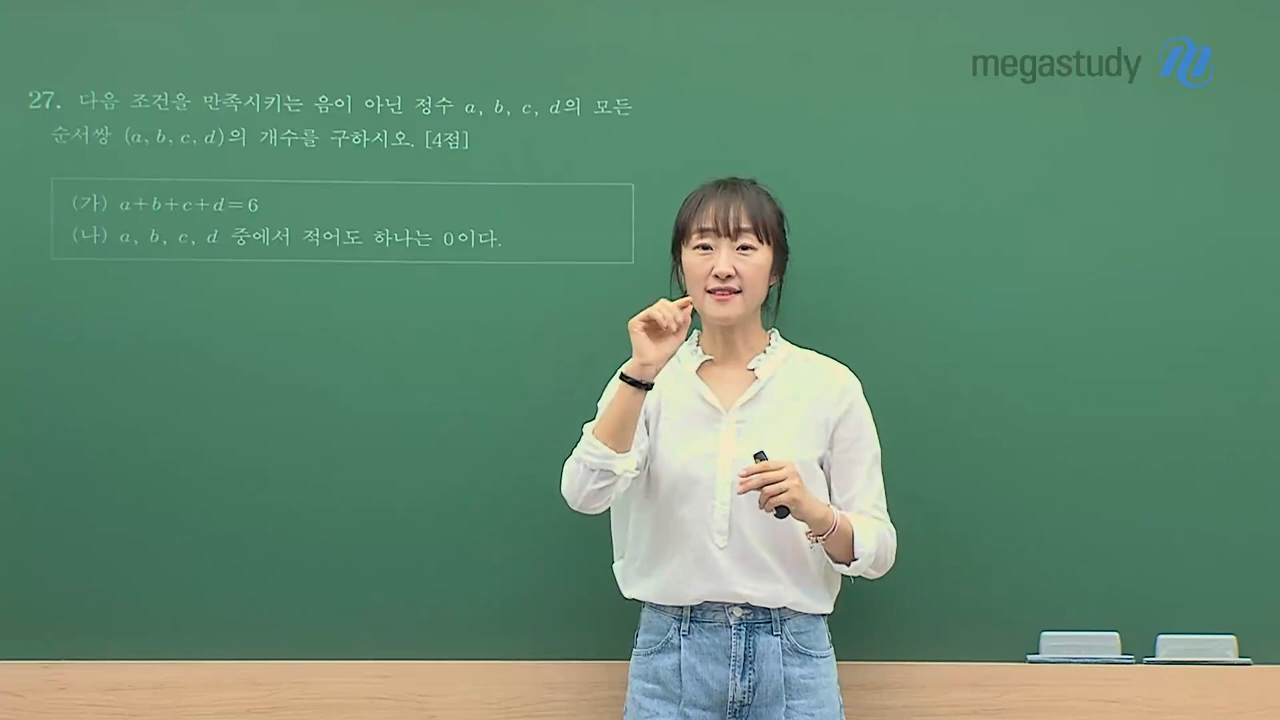 megastudy
27. 다음 조건을 만족시키는 음이 아닌 정수 a, b, c, d의 모든
순서쌍 (a, b, c, d)의 개수를 구하시오. [4점]
(가) a+b+c+d=6
(나) a, b, c, d 중에서 적어도 하나는 0이다.